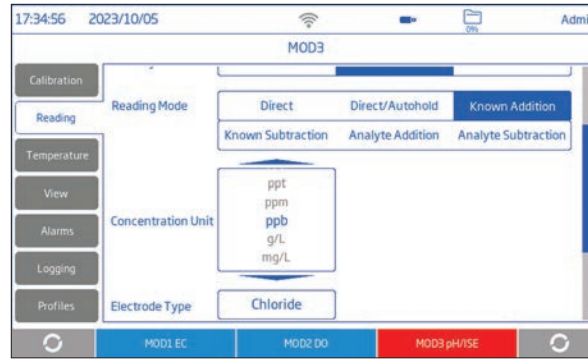 17:34:56 2023/10/05 0% Admi
MOD3
Calibration
Reading
Reading Mode Direct Direct/Autohold Known Addition
Known Subtraction Analyte Addition Analyte Subtraction
Temperature
View
ppt
ppm
Alarms Concentration Unit ppb
g/L
mg/L
Logging
Profiles Electrode Type Chloride
MOD1 EC MOD2 DO MOD3 pH/ISE